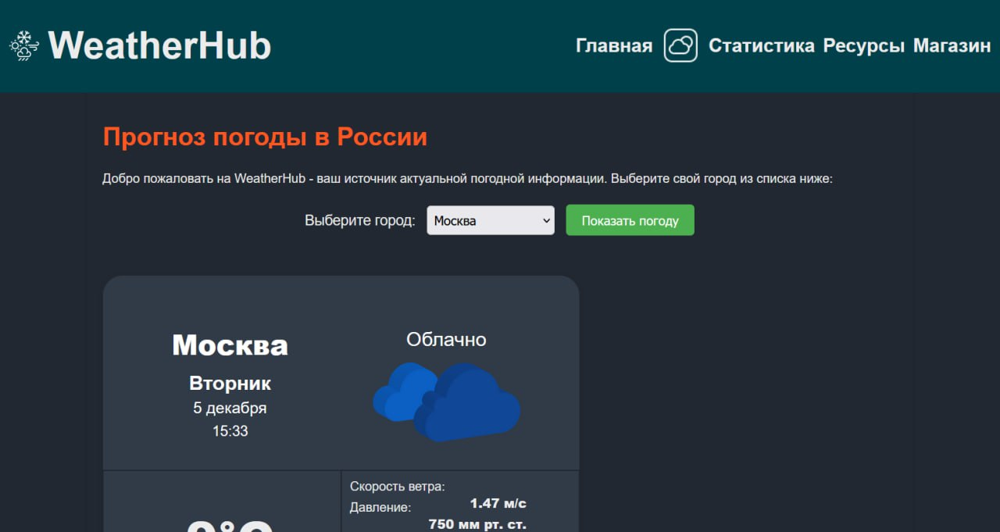 WeatherHub
Главная Статистика Ресурсы Магазин
Прогноз погоды в России
Добро пожаловать на WeatherHub - ваш источник актуальной погодной информации. Выберите свой город из списка ниже:
Выберите город: Москва Показать погоду
Москва
Вторник
5 декабря
15:33
Облачно
Скорость ветра:
1.47 м/с
Давление:
750 мм рт. ст.